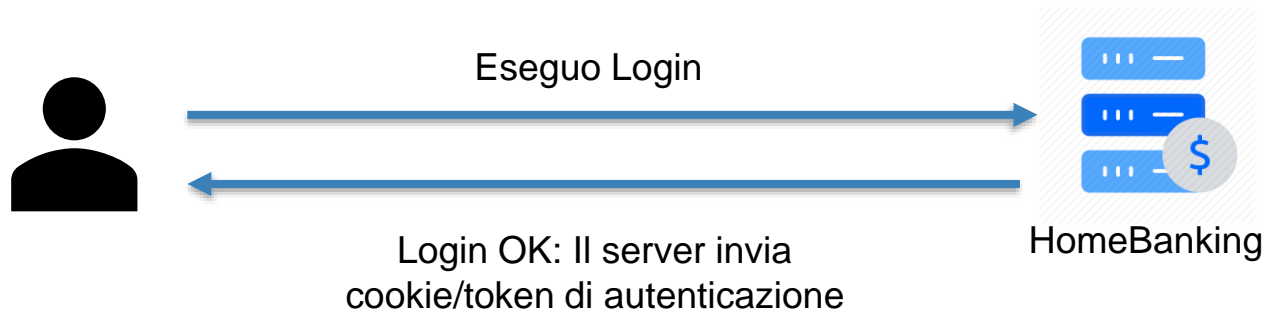 Eseguo Login
$
Login OK: Il server invia
cookie/token di autenticazione
HomeBanking